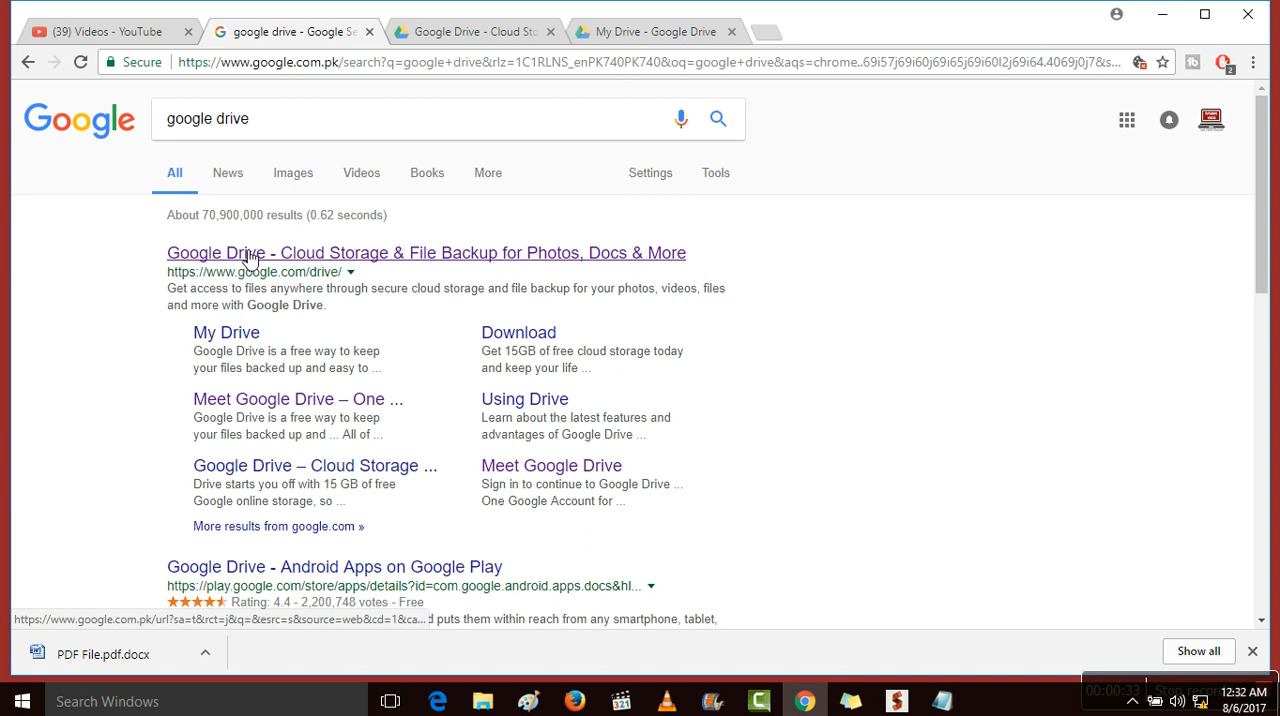 (39) Videos - YouTube
google drive - Google Se
Google Drive - Cloud Sto
My Drive - Google Drive
Secure https://www.google.com.pk/search?q=google+drive&rlz=1C1RLNS_enPK740PK740&oq=google+drive&aqs=chrome..69i57j69i60j69i65j69i60l2j69i64.4069j0j7&s...
2
Google
google drive
All News Images Videos Books More Settings Tools
About 70,900,000 results (0.62 seconds)
Google Drive - Cloud Storage & File Backup for Photos, Docs & More
https://www.google.com/drive/
Get access to files anywhere through secure cloud storage and file backup for your photos, videos, files
and more with Google Drive.
My Drive
Google Drive is a free way to keep
your files backed up and easy to ...
Download
Get 15GB of free cloud storage today
and keep your life ...
Meet Google Drive – One ...
Google Drive is a free way to keep
your files backed up and ... All of ...
Using Drive
Learn about the latest features and
advantages of Google Drive ...
Google Drive – Cloud Storage ...
Drive starts you off with 15 GB of free
Google online storage, so ...
Meet Google Drive
Sign in to continue to Google Drive ...
One Google Account for ...
More results from google.com »
Google Drive - Android Apps on Google Play
https://play.google.com/store/apps/details?id=com.google.android.apps.docs&hl...
Rating: 4.4 - 2,200,748 votes - Free
https://www.google.com.pk/url?sa=t&rct=j&q=&esrc=s&source=web&cd=1&ca...
d puts them within reach from any smartphone, tablet,
PDF File.pdf.docx
Show all
Search Windows
321
00:00:33 Stop recor
12:32 AM
8/6/2017